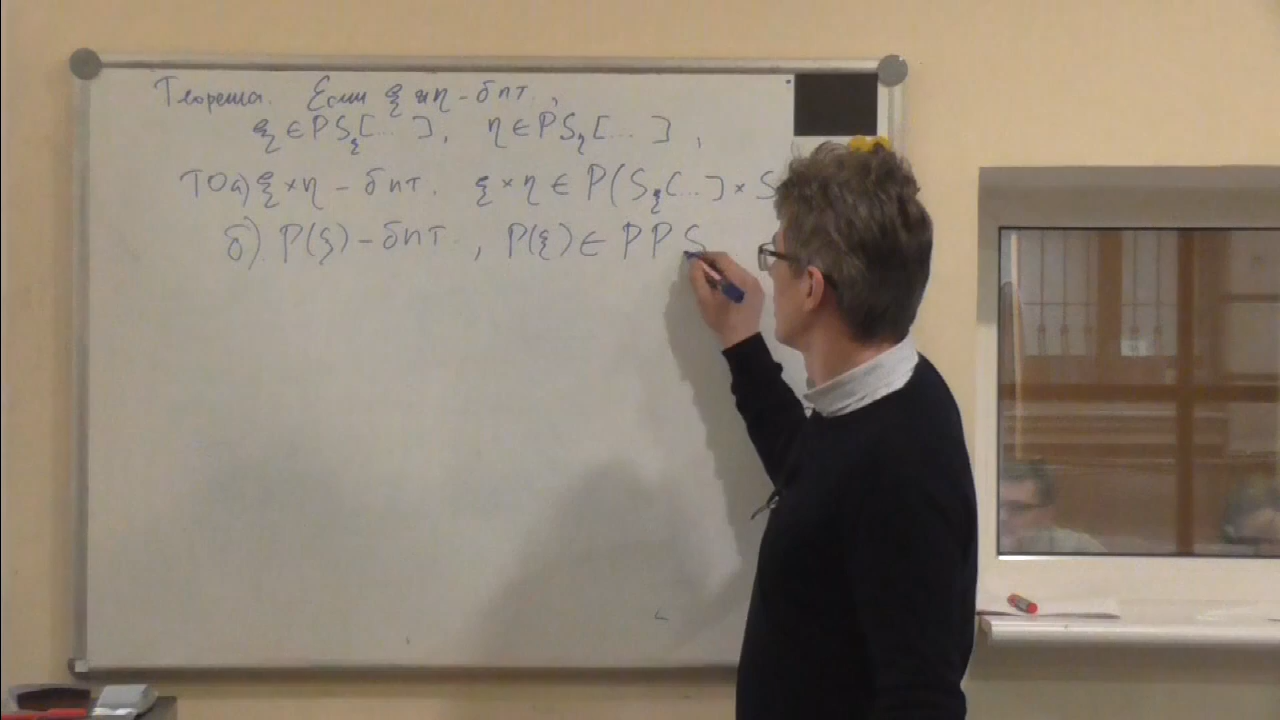 Теорема. Если ξ и η – бпт.,
ξ ∈ PS_ξ[...], η ∈ PS_η[...],
ТО а) ξ × η – бпт. ξ × η ∈ P(S_ξ[...] × S
б) P(ξ) – бпт., P(ξ) ∈ PPS